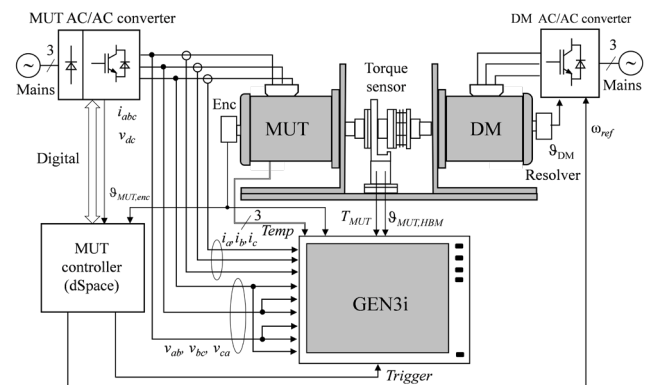 MUT AC/AC converter
DM AC/AC converter
3
3
Torque
sensor
~
~
Mains
Mains
Enc
MUT
DM
i_abc
v_dc
ω_ref
ϑ_DM
Resolver
Digital
ϑ_MUT,enc
3
Temp
T_MUT
ϑ_MUT,HBM
i_a,i_b,i_c
MUT
controller
(dSpace)
GEN3i
v_ab, v_bc, v_ca
Trigger